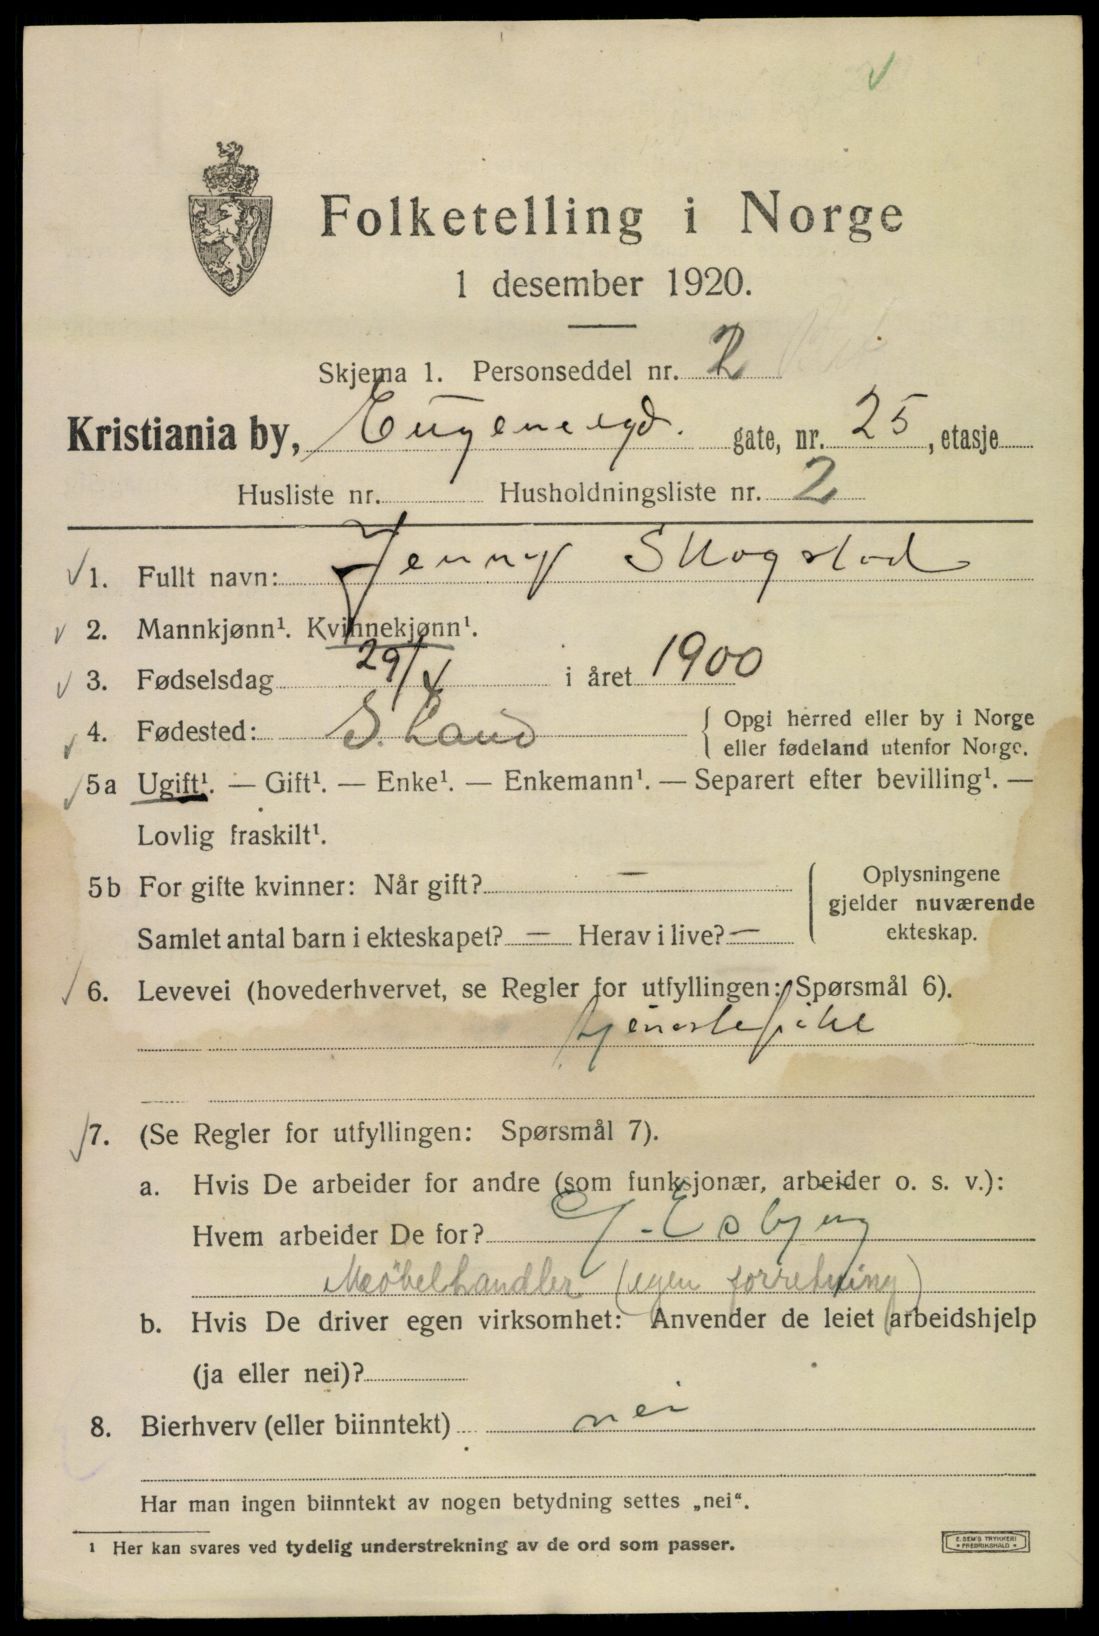 Folketelling i Norge
1 desember 1920.
Skjema 1. Personseddel nr. 2
Kristiania by, Eugeniesgd. gate, nr. 25, etasje
Husliste nr. Husholdningsliste nr. 2
1. Fullt navn: Jenny Skogstad
2. Mannkjønn¹. Kvinnekjønn¹.
3. Fødselsdag 29/4 i året 1900
4. Fødested: S. Land { Opgi herred eller by i Norge
eller fødeland utenfor Norge.
5a Ugift¹. — Gift¹. — Enke¹. — Enkemann¹. — Separert efter bevilling¹. —
Lovlig fraskilt¹.
5b For gifte kvinner: Når gift? — { Oplysningene
gjelder nuværende
Samlet antal barn i ekteskapet? — Herav i live? — ekteskap.
6. Levevei (hovederhvervet, se Regler for utfyllingen: Spørsmål 6).
tjenestepike
7. (Se Regler for utfyllingen: Spørsmål 7).
a. Hvis De arbeider for andre (som funksjonær, arbeider o. s. v.):
Hvem arbeider De for? Esbjerg
Møbelhandler (egen forretning)
b. Hvis De driver egen virksomhet: Anvender de leiet arbeidshjelp
(ja eller nei)?
8. Bierhverv (eller biinntekt) nei
Har man ingen biinntekt av nogen betydning settes „nei“.
¹ Her kan svares ved tydelig understrekning av de ord som passer.
E. SEM'S TRYKKERI
FREDRIKSHALD